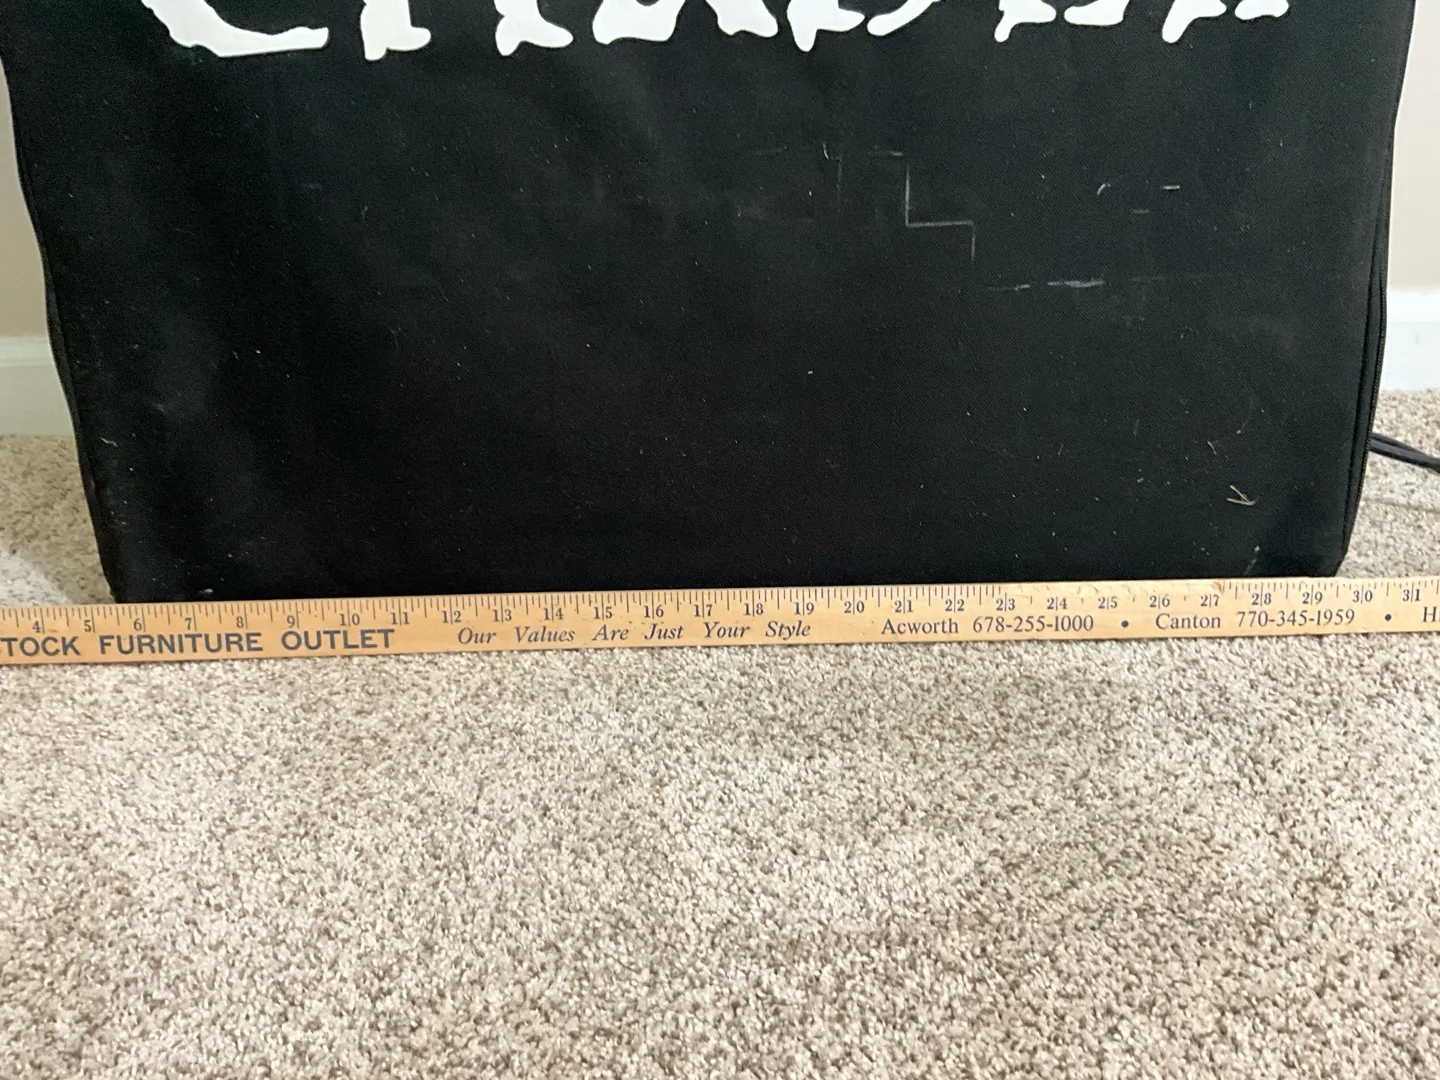 4 5 6 7 8 9 10 11 12 13 14 15 16 17 18 19 20 21 22 23 24 25 26 27 28 29 30 31
TOCK FURNITURE OUTLET Our Values Are Just Your Style Acworth 678-255-1000 • Canton 770-345-1959 • H